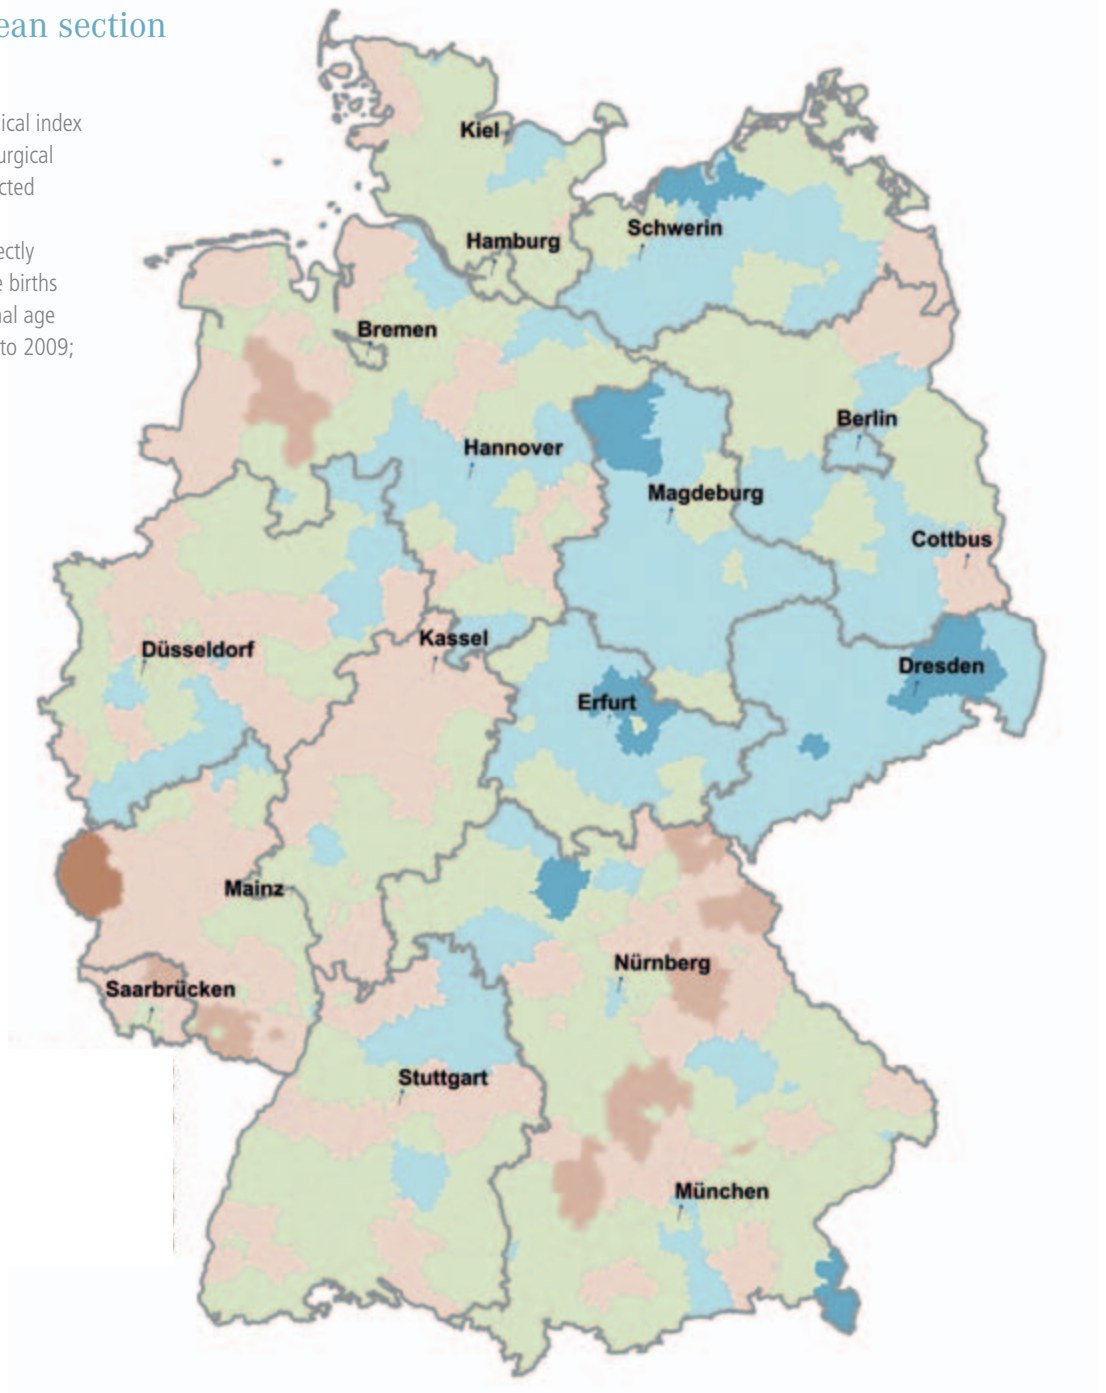 ean section
ical index
urgical
cted
ectly
e births
nal age
to 2009;
Kiel
Schwerin
Hamburg
Bremen
Berlin
Hannover
Magdeburg
Cottbus
Kassel
Düsseldorf
Dresden
Erfurt
Mainz
Nürnberg
Saarbrücken
Stuttgart
München